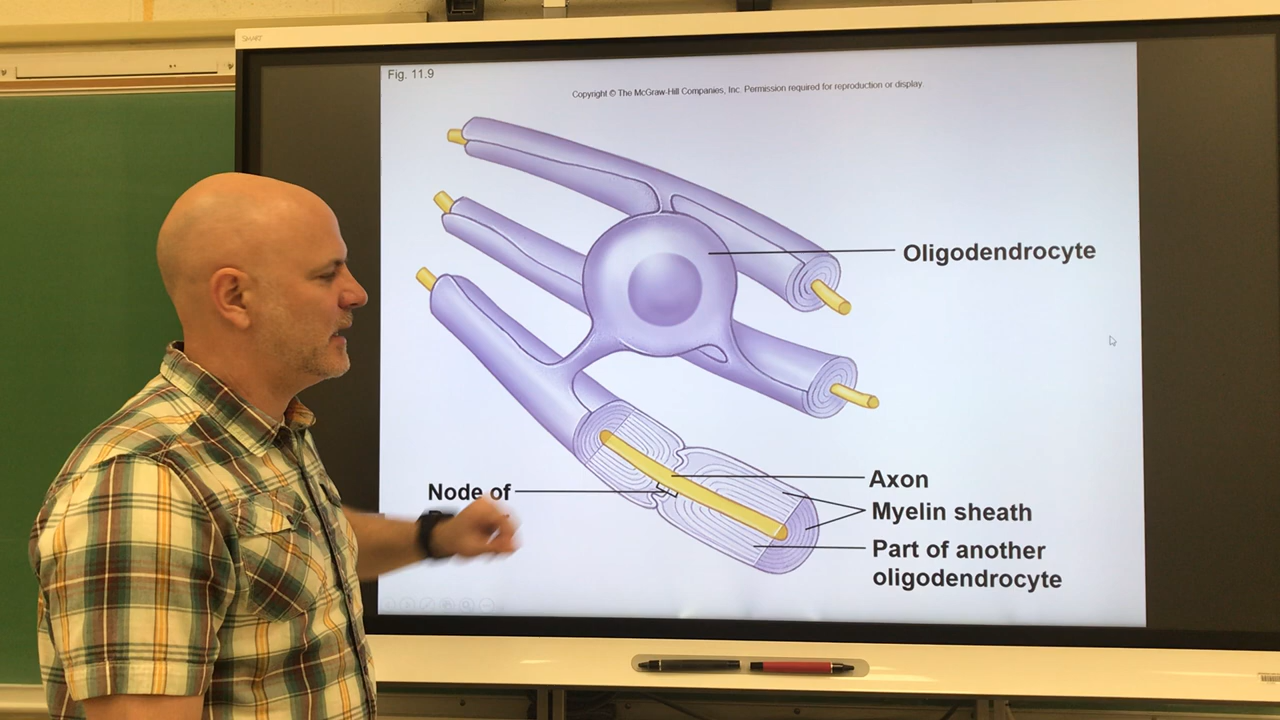 SMART
Fig. 11.9
Copyright © The McGraw-Hill Companies, Inc. Permission required for reproduction or display
Oligodendrocyte
Axon
Node of
Myelin sheath
Part of another
oligodendrocyte